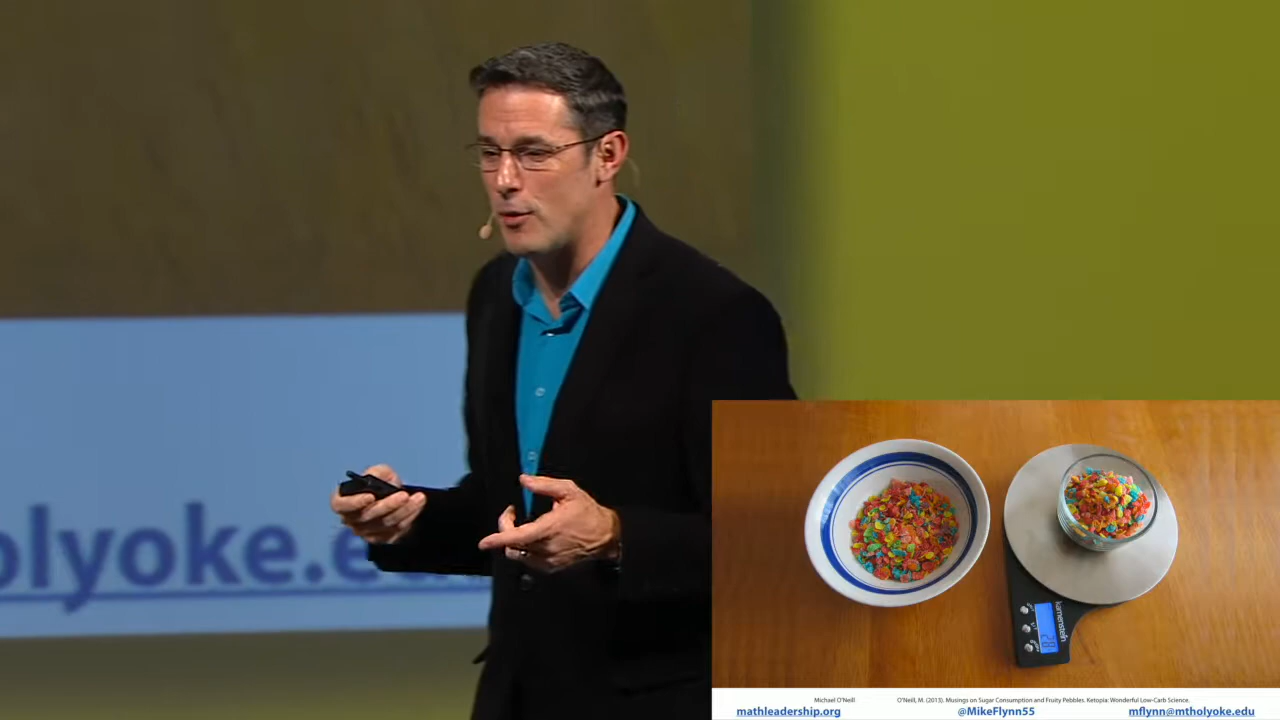 olyoke.e
kamenstein
Michael O'Neill
O'Neill, M. (2013). Musings on Sugar Consumption and Fruity Pebbles. Ketopia: Wonderful Low-Carb Science.
mathleadership.org
@MikeFlynn55
mflynn@mtholyoke.edu